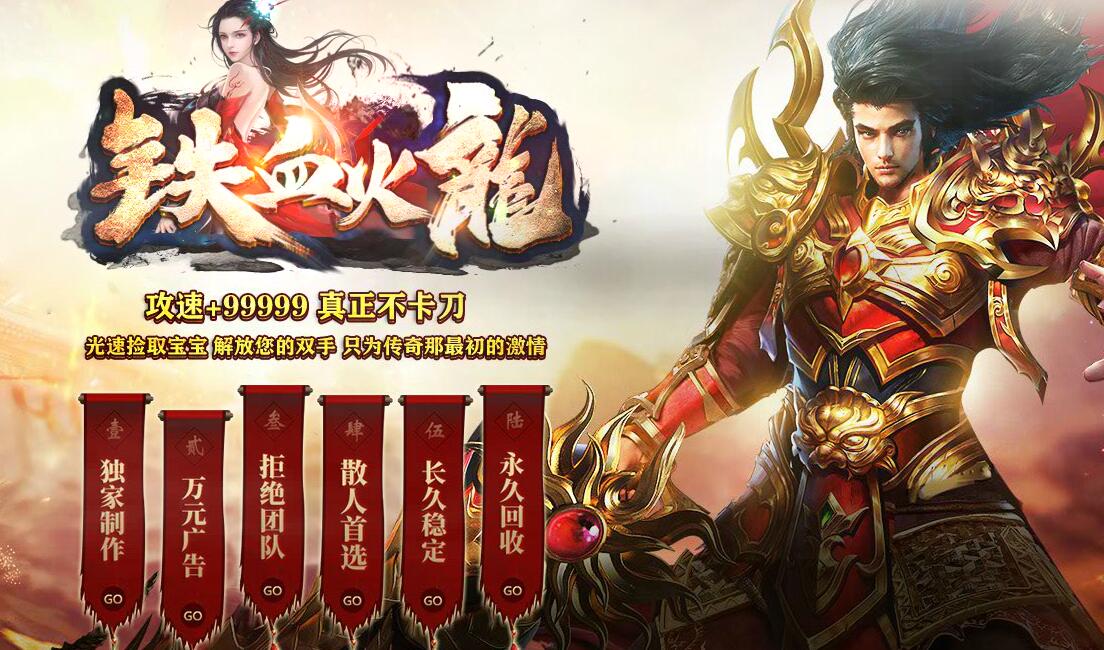 铁血火龍
攻速+99999 真正不卡刀
光速捡取宝宝 解放您的双手 只为传奇那最初的激情
壹
独家制作
GO
贰
万元广告
GO
叁
拒绝团队
GO
肆
散人首选
GO
伍
长久稳定
GO
陆
永久回收
GO